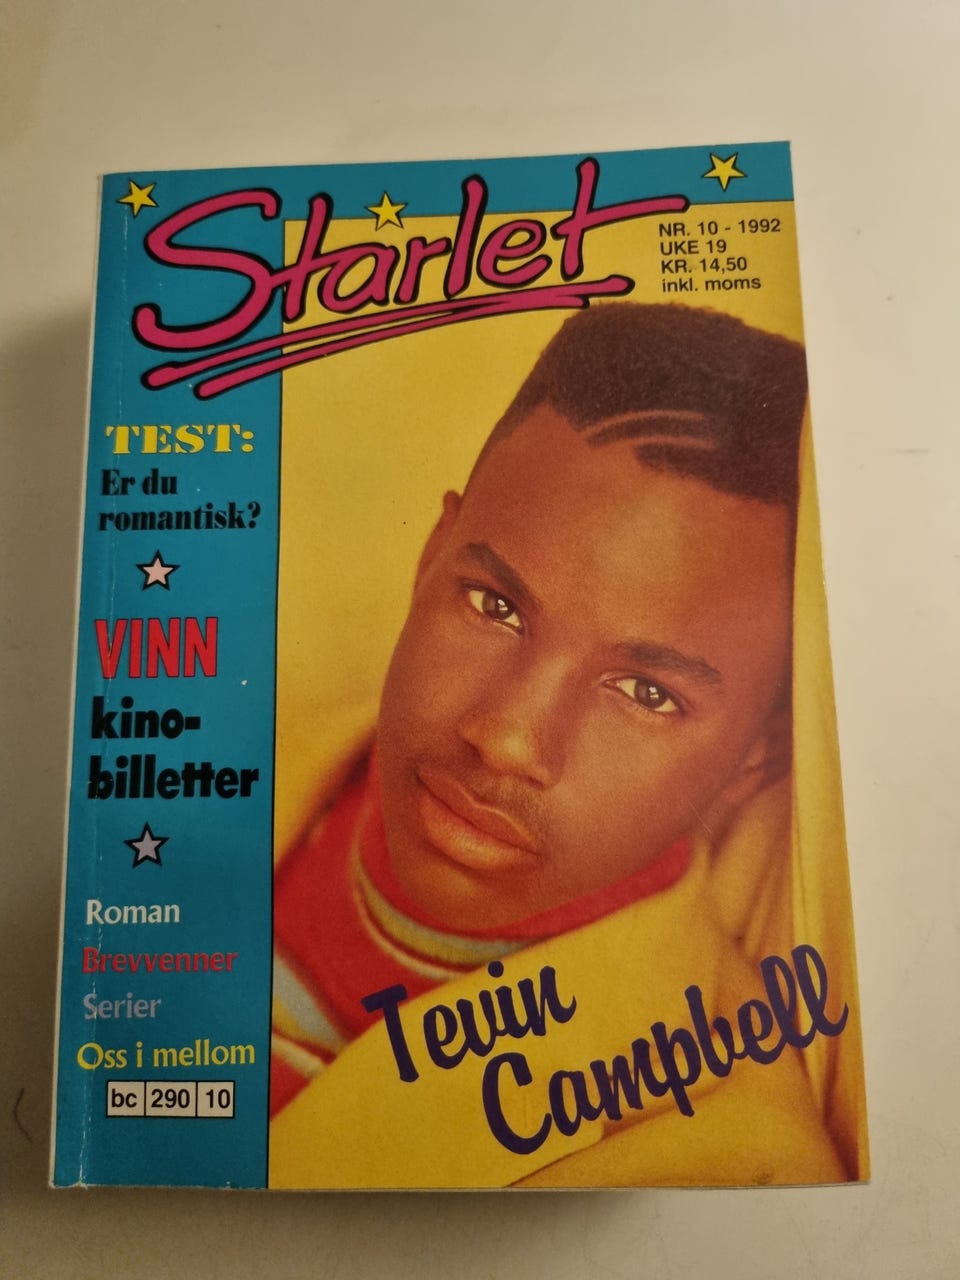 Starlet
NR. 10 - 1992
UKE 19
KR. 14,50
inkl. moms
TEST:
Er du
romantisk?
VINN
kino-
billetter
Roman
Brevvenner
Serier
Oss i mellom
bc 290 10
Tevin
Campbell